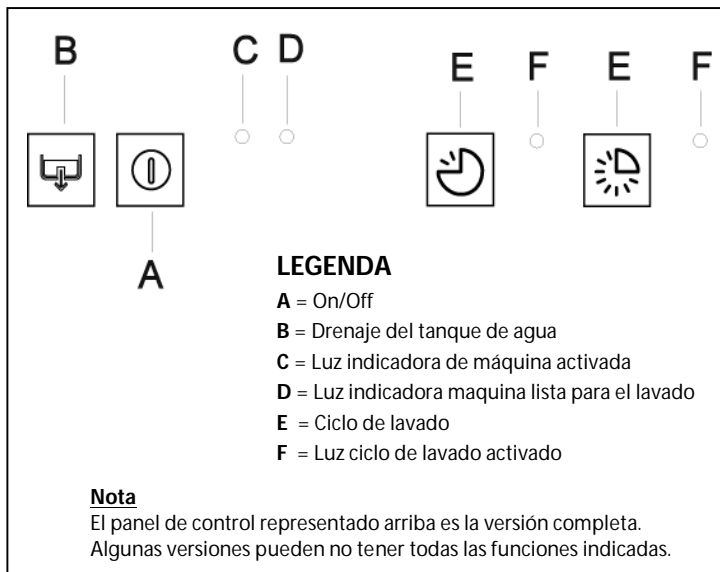 B C D E F E F
A
LEGENDA
A = On/Off
B = Drenaje del tanque de agua
C = Luz indicadora de máquina activada
D = Luz indicadora maquina lista para el lavado
E = Ciclo de lavado
F = Luz ciclo de lavado activado
Nota
El panel de control representado arriba es la versión completa.
Algunas versiones pueden no tener todas las funciones indicadas.